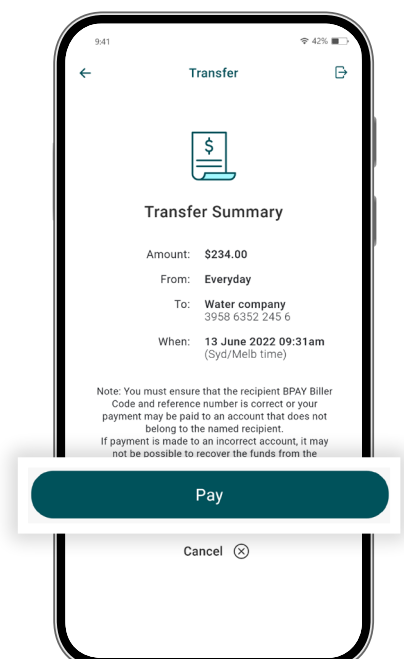 9:41 42%
Transfer
$
Transfer Summary
Amount: $234.00
From: Everyday
To: Water company
3958 6352 245 6
When: 13 June 2022 09:31am
(Syd/Melb time)
Note: You must ensure that the recipient BPAY Biller
Code and reference number is correct or your
payment may be paid to an account that does not
belong to the named recipient.
If payment is made to an incorrect account, it may
not be possible to recover the funds from the
Pay
Cancel